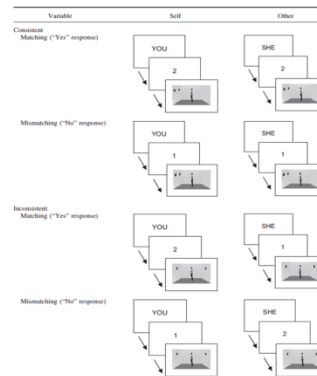 Variable Self Other
Consistent
Matching (“Yes” response)
YOU SHE
2 2
Mismatching (“No” response)
YOU SHE
1 1
Inconsistent
Matching (“Yes” response)
YOU SHE
2 1
Mismatching (“No” response)
YOU SHE
1 2